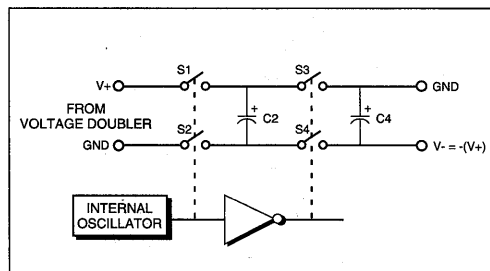 S1
S3
V+
GND
FROM
VOLTAGE DOUBLER
+
C2
+
C4
S2
S4
GND
V- = -(V+)
INTERNAL
OSCILLATOR